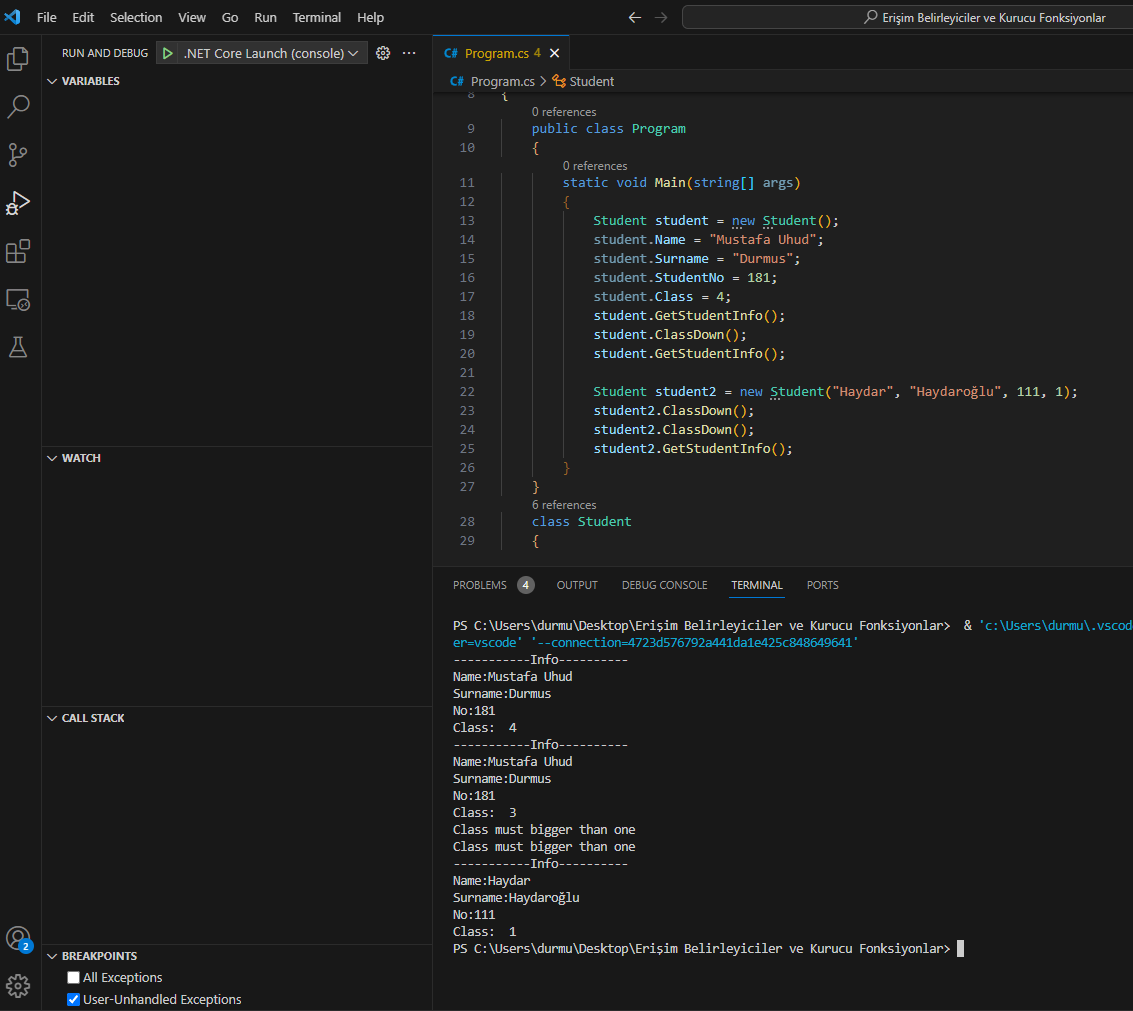 File Edit Selection View Go Run Terminal Help
Erişim Belirleyiciler ve Kurucu Fonksiyonlar
RUN AND DEBUG .NET Core Launch (console)
VARIABLES
WATCH
CALL STACK
BREAKPOINTS
All Exceptions
User-Unhandled Exceptions
2
C# Program.cs 4
C# Program.cs > Student
8 {
0 references
9 public class Program
10 {
0 references
11 static void Main(string[] args)
12 {
13 Student student = new Student();
14 student.Name = "Mustafa Uhud";
15 student.Surname = "Durmus";
16 student.StudentNo = 181;
17 student.Class = 4;
18 student.GetStudentInfo();
19 student.ClassDown();
20 student.GetStudentInfo();
21
22 Student student2 = new Student("Haydar", "Haydaroğlu", 111, 1);
23 student2.ClassDown();
24 student2.ClassDown();
25 student2.GetStudentInfo();
26 }
27 }
6 references
28 class Student
29 {
PROBLEMS 4 OUTPUT DEBUG CONSOLE TERMINAL PORTS
PS C:\Users\durmu\Desktop\Erişim Belirleyiciler ve Kurucu Fonksiyonlar> & 'c:\Users\durmu\.vscod
er=vscode' '--connection=4723d576792a441da1e425c848649641'
-----------Info----------
Name:Mustafa Uhud
Surname:Durmus
No:181
Class: 4
-----------Info----------
Name:Mustafa Uhud
Surname:Durmus
No:181
Class: 3
Class must bigger than one
Class must bigger than one
-----------Info----------
Name:Haydar
Surname:Haydaroğlu
No:111
Class: 1
PS C:\Users\durmu\Desktop\Erişim Belirleyiciler ve Kurucu Fonksiyonlar>